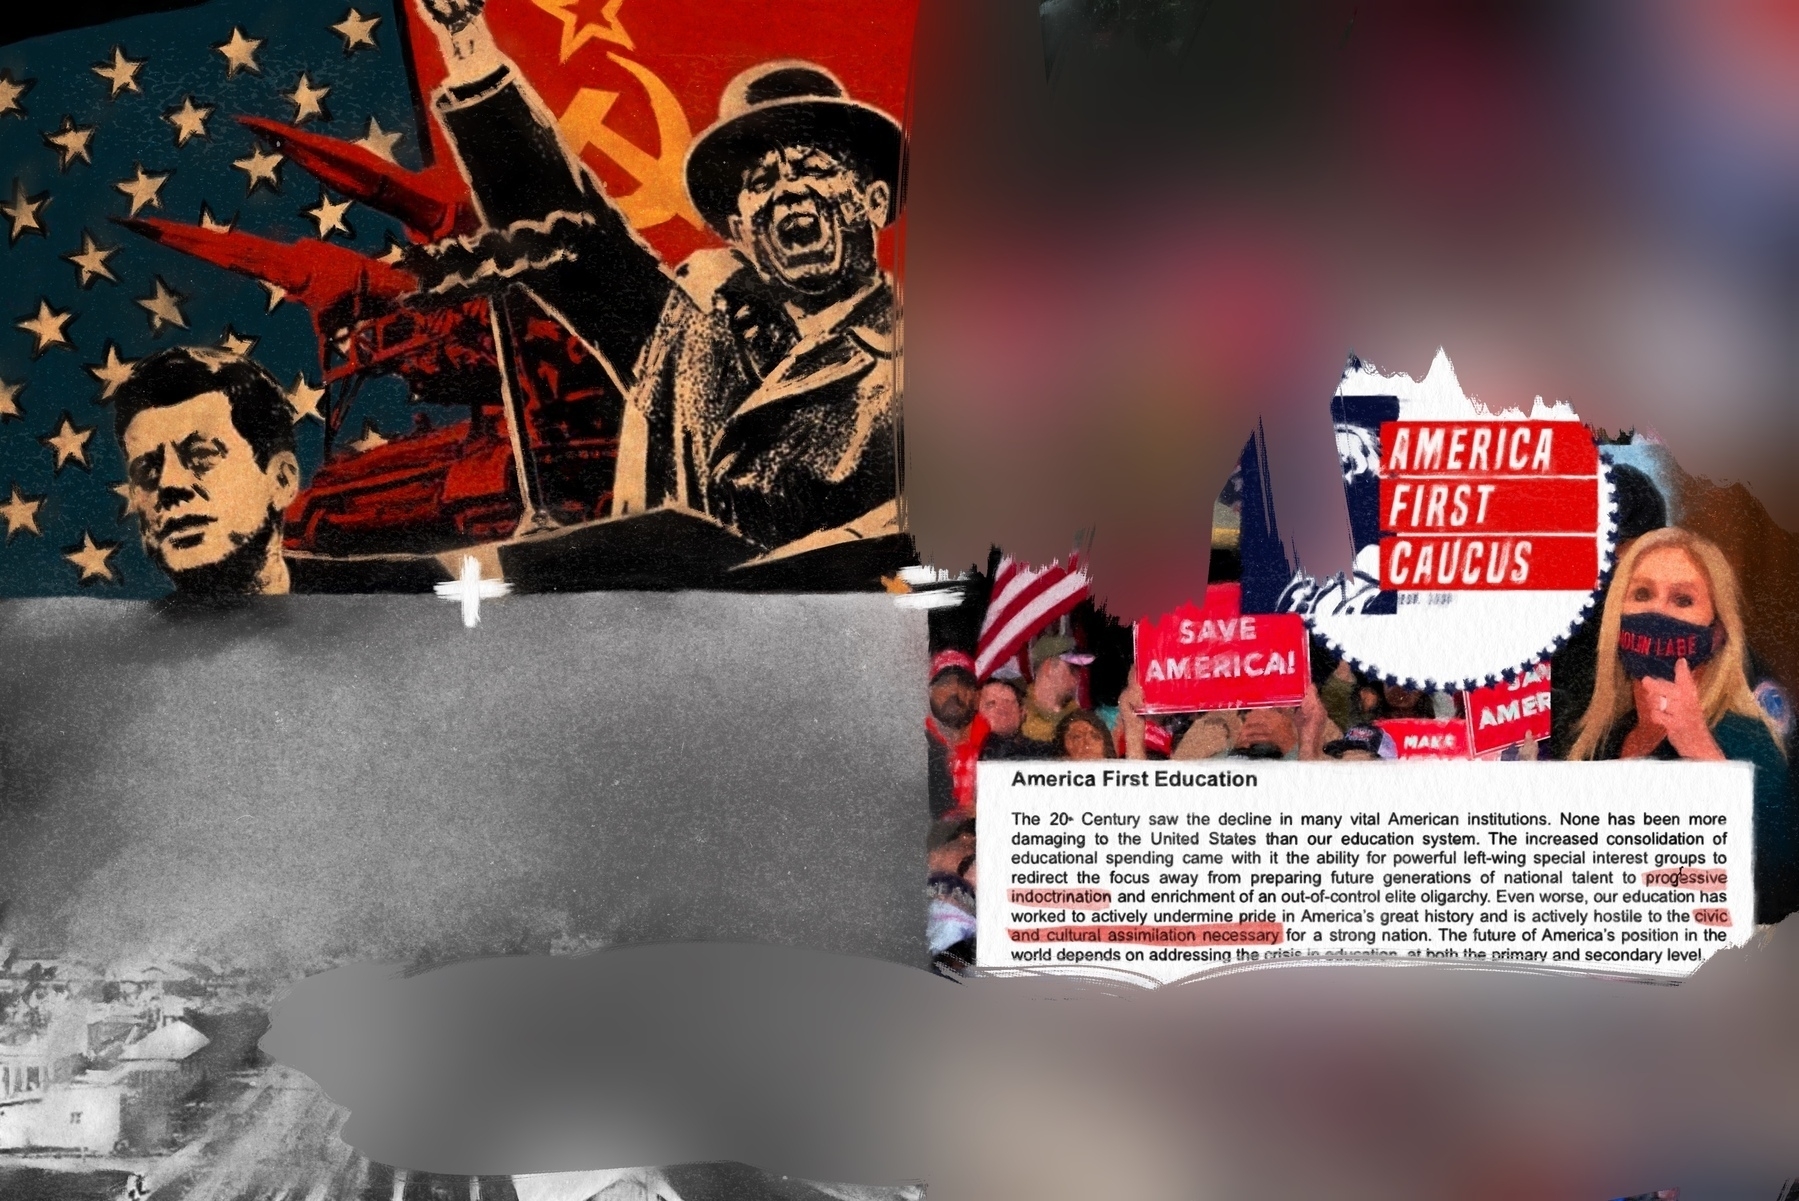 AMERICA
FIRST
CAUCUS
SAVE
AMERICA!
AMER
MAKE
America First Education
The 20 Century saw the decline in many vital American institutions. None has been more
damaging to the United States than our education system. The increased consolidation of
educational spending came with it the ability for powerful left-wing special interest groups to
redirect the focus away from preparing future generations of national talent to progessive
indoctrination and enrichment of an out-of-control elite oligarchy. Even worse, our education has
worked to actively undermine pride in America's great history and is actively hostile to the civic
and cultural assimilation necessary for a strong nation. The future of America's position in the
world depends on addressing the crisis in education, at both the primary and secondary level.